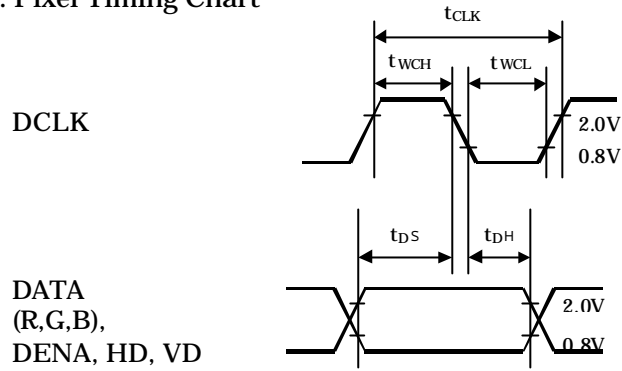 . Pixel Timing Chart
tCLK
tWCH tWCL
DCLK
2.0V
0.8V
tDS tDH
DATA
(R,G,B),
DENA, HD, VD
2.0V
0.8V